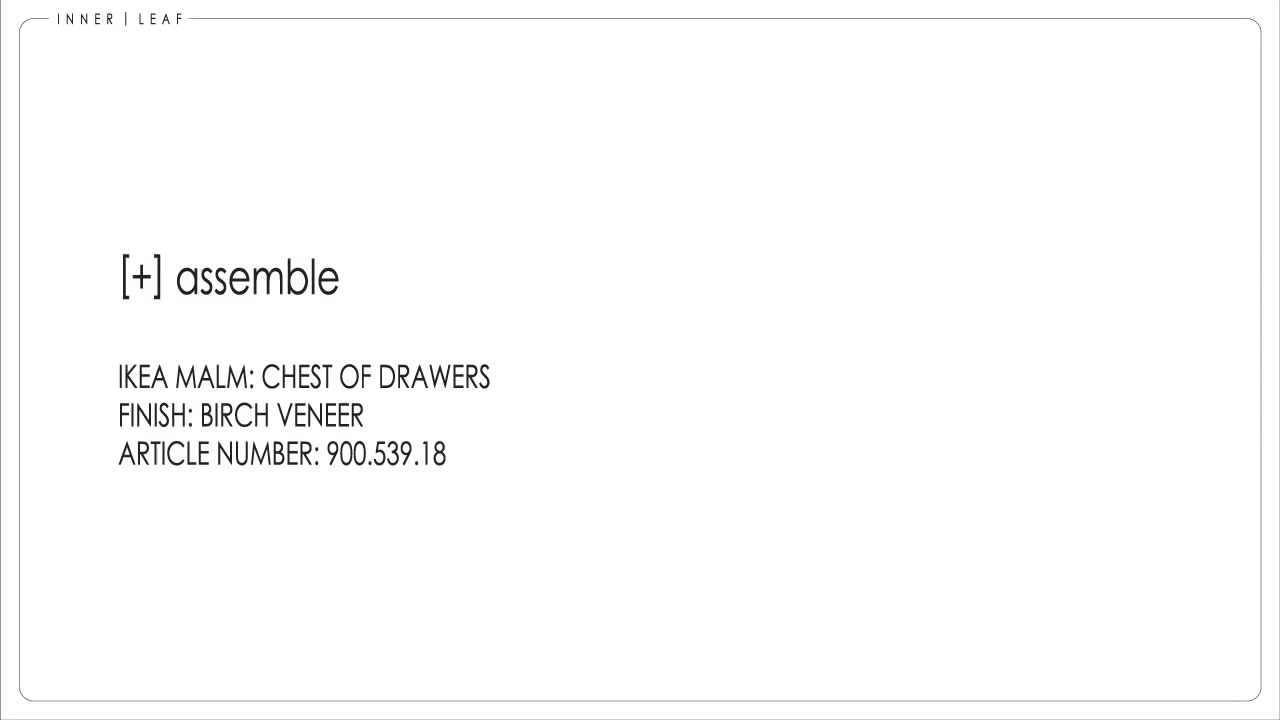 INNER | LEAF
[+] assemble
IKEA MALM: CHEST OF DRAWERS
FINISH: BIRCH VENEER
ARTICLE NUMBER: 900.539.18